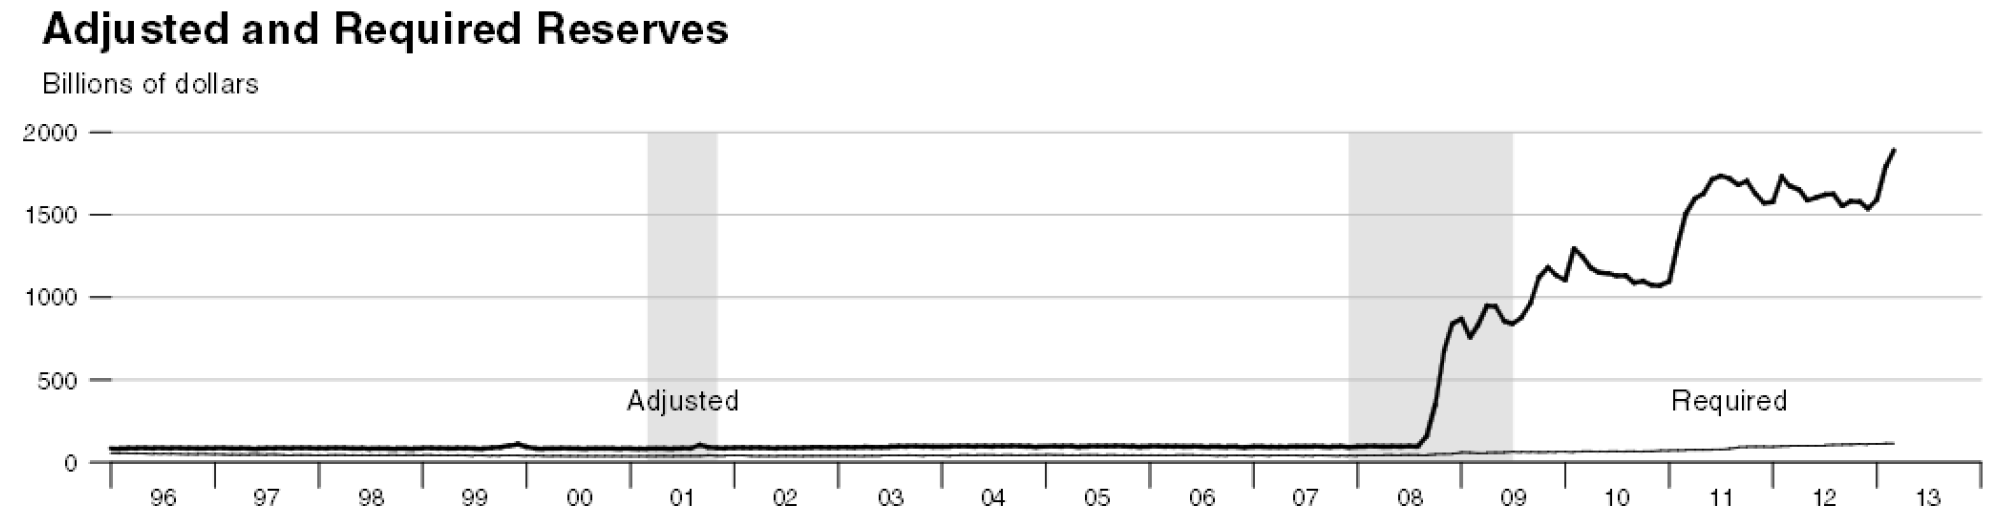 Adjusted and Required Reserves
Billions of dollars
2000
1500
1000
500
0
Adjusted
Required
96 97 98 99 00 01 02 03 04 05 06 07 08 09 10 11 12 13